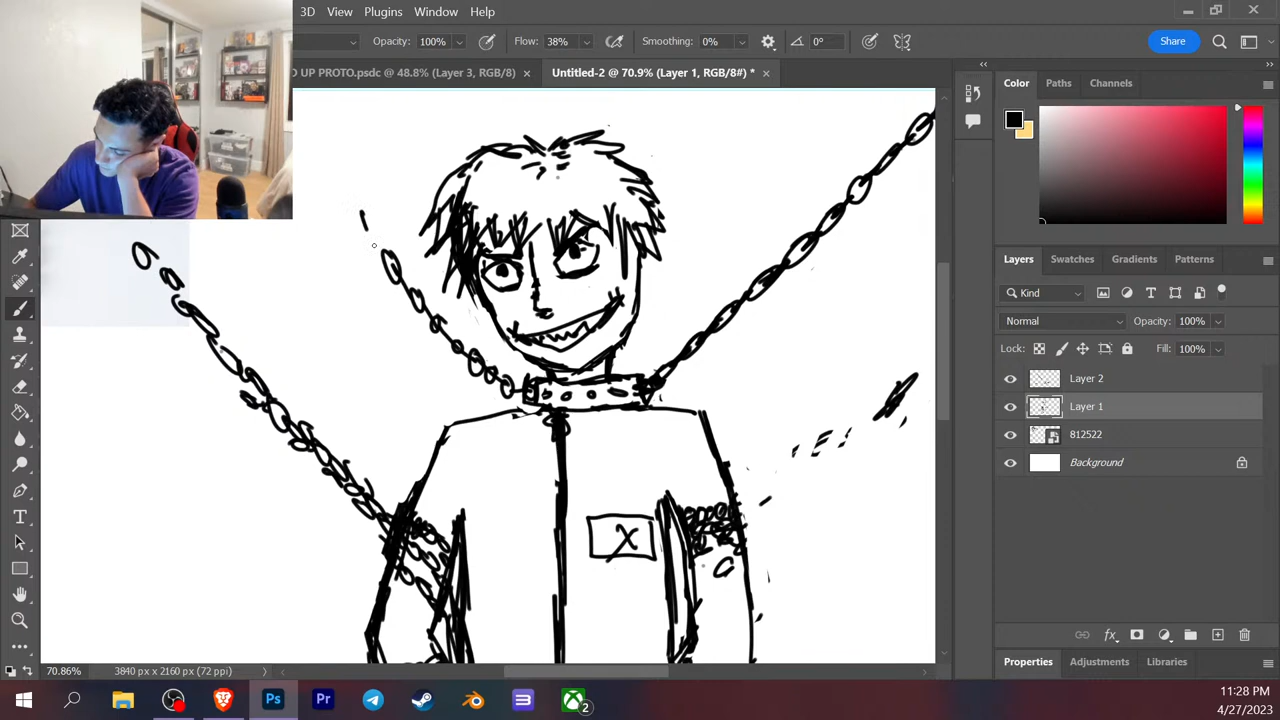 3D View Plugins Window Help
Opacity: 100% Flow: 38% Smoothing: 0% 0° Share
D UP PROTO.psdc @ 48.8% (Layer 3, RGB/8) × Untitled-2 @ 70.9% (Layer 1, RGB/8#) * ×
Color Paths Channels
Layers Swatches Gradients Patterns
Kind
Normal Opacity: 100%
Lock: Fill: 100%
Layer 2
Layer 1
812522
Background
X
Properties Adjustments Libraries
70.86% 3840 px x 2160 px (72 ppi)
Ps Pr 2
11:28 PM
4/27/2023